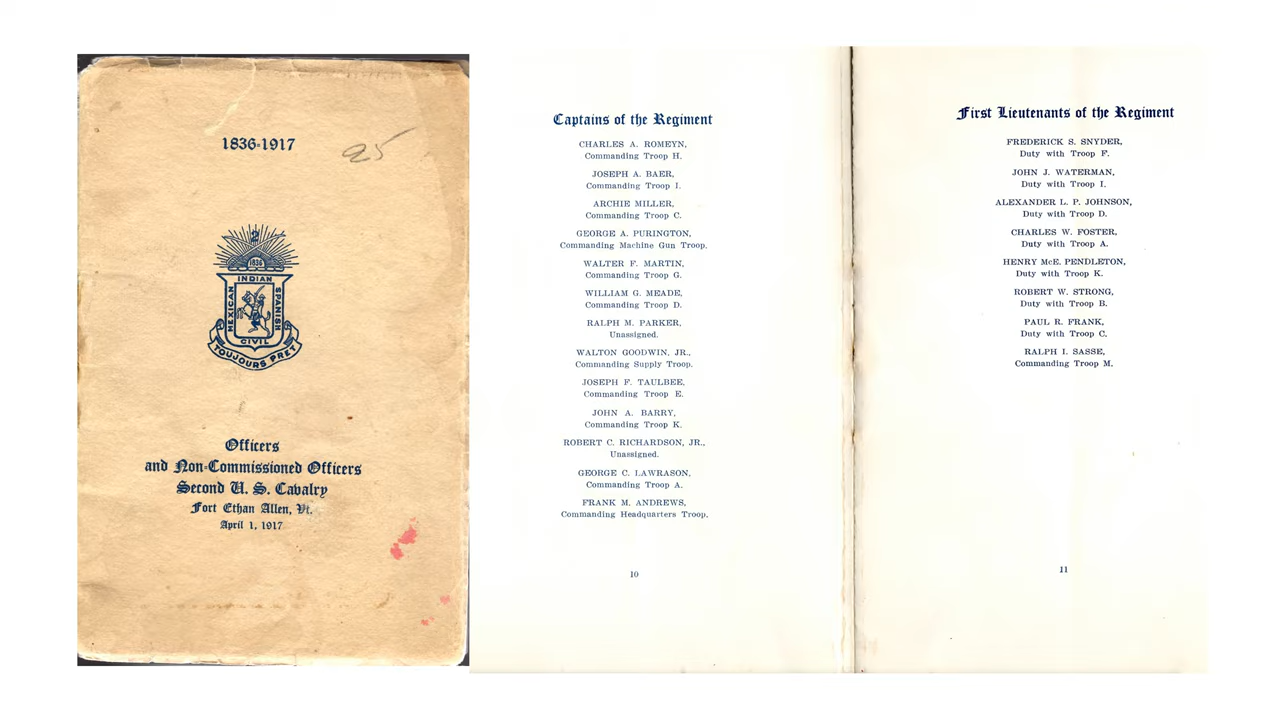 1836-1917
95
2
1836
INDIAN
MEXICAN
SPANISH
CIVIL
TOUJOURS PRET
Officers
and Non-Commissioned Officers
Second U. S. Cavalry
Fort Ethan Allen, Vt.
April 1, 1917
Captains of the Regiment
CHARLES A. ROMEYN,
Commanding Troop H.
JOSEPH A. BAER,
Commanding Troop I.
ARCHIE MILLER,
Commanding Troop C.
GEORGE A. PURINGTON,
Commanding Machine Gun Troop.
WALTER F. MARTIN,
Commanding Troop G.
WILLIAM G. MEADE,
Commanding Troop D.
RALPH M. PARKER,
Unassigned.
WALTON GOODWIN, JR.,
Commanding Supply Troop.
JOSEPH F. TAULBEE,
Commanding Troop E.
JOHN A. BARRY,
Commanding Troop K.
ROBERT C. RICHARDSON, JR.,
Unassigned.
GEORGE C. LAWRASON,
Commanding Troop A.
FRANK M. ANDREWS,
Commanding Headquarters Troop.
10
First Lieutenants of the Regiment
FREDERICK S. SNYDER,
Duty with Troop F.
JOHN J. WATERMAN,
Duty with Troop I.
ALEXANDER L. P. JOHNSON,
Duty with Troop D.
CHARLES W. FOSTER,
Duty with Troop A.
HENRY McE. PENDLETON,
Duty with Troop K.
ROBERT W. STRONG,
Duty with Troop B.
PAUL R. FRANK,
Duty with Troop C.
RALPH I. SASSE,
Commanding Troop M.
11